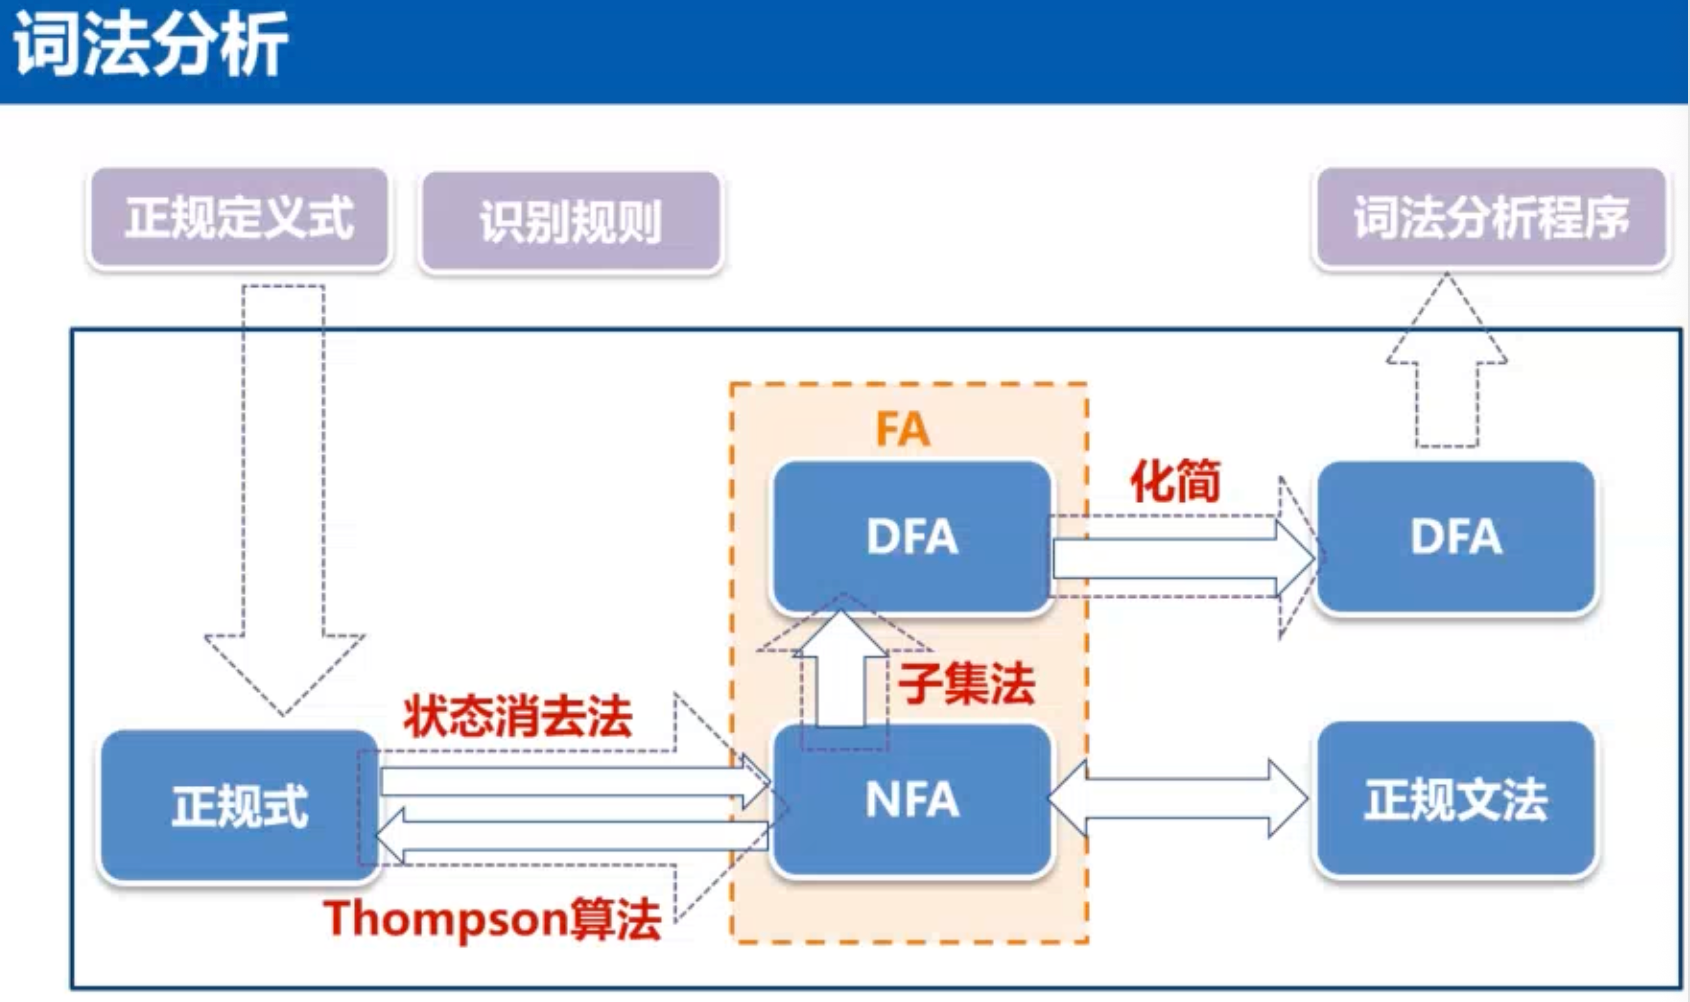 词法分析
正规定义式
识别规则
词法分析程序
FA
DFA
化简
DFA
子集法
状态消去法
正规式
NFA
正规文法
Thompson算法